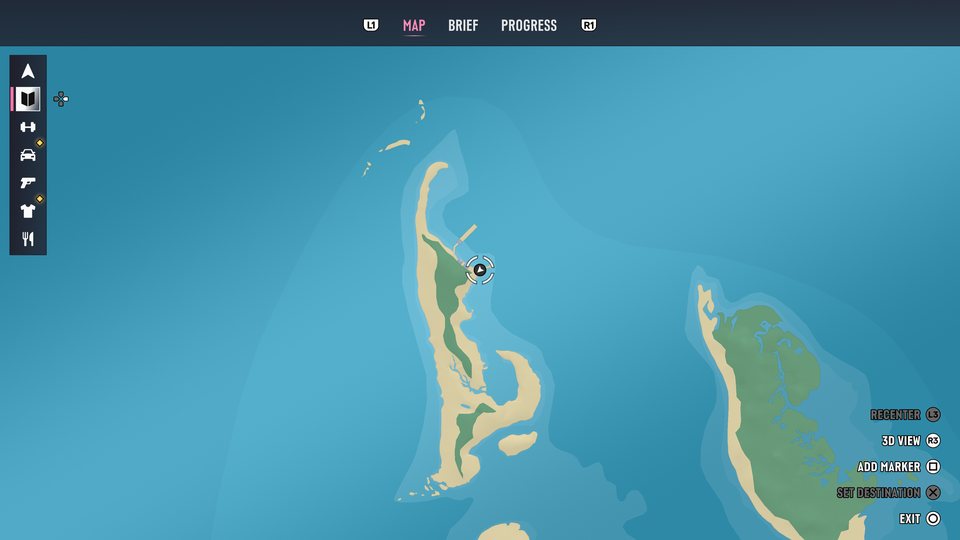 L1 MAP BRIEF PROGRESS R1
RECENTER L3
3D VIEW R3
ADD MARKER
SET DESTINATION
EXIT